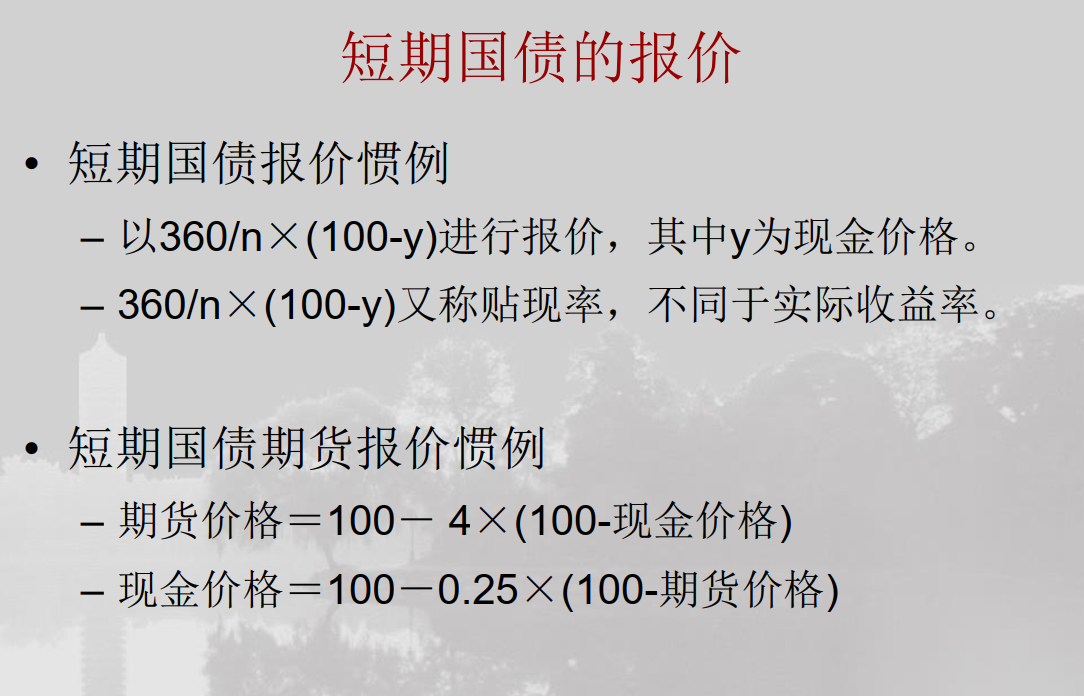 短期国债的报价
• 短期国债报价惯例
– 以360/n×(100-y)进行报价，其中y为现金价格。
– 360/n×(100-y)又称贴现率，不同于实际收益率。
• 短期国债期货报价惯例
– 期货价格＝100－ 4×(100-现金价格)
– 现金价格＝100－0.25×(100-期货价格)